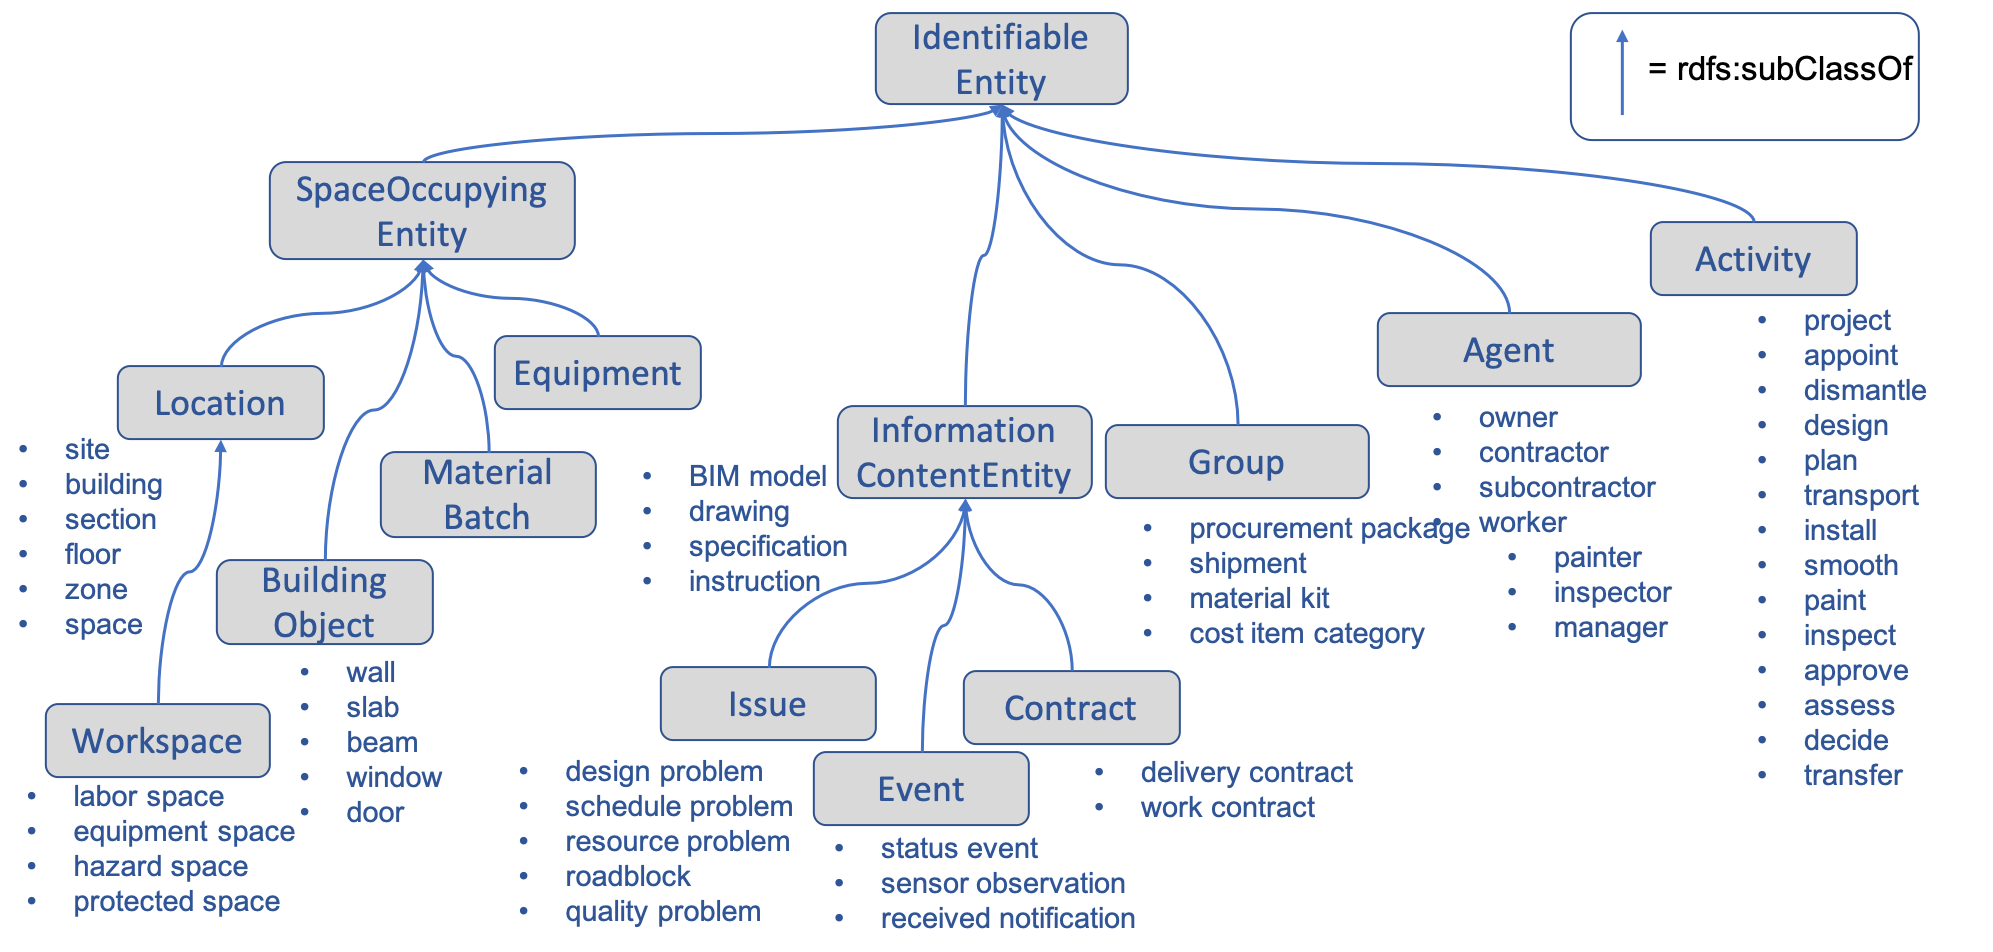 Identifiable
Entity
= rdfs:subClassOf
SpaceOccupying
Entity
Activity
• project
• appoint
• dismantle
• design
• plan
• transport
• install
• smooth
• paint
• inspect
• approve
• assess
• decide
• transfer
Agent
• owner
• contractor
• subcontractor
• worker
• painter
• inspector
• manager
Equipment
Location
• site
• building
• section
• floor
• zone
• space
Material
Batch
Information
ContentEntity
• BIM model
• drawing
• specification
• instruction
Group
• procurement package
• shipment
• material kit
• cost item category
Building
Object
• wall
• slab
• beam
• window
• door
Workspace
• labor space
• equipment space
• hazard space
• protected space
Issue
• design problem
• schedule problem
• resource problem
• roadblock
• quality problem
Event
• status event
• sensor observation
• received notification
Contract
• delivery contract
• work contract